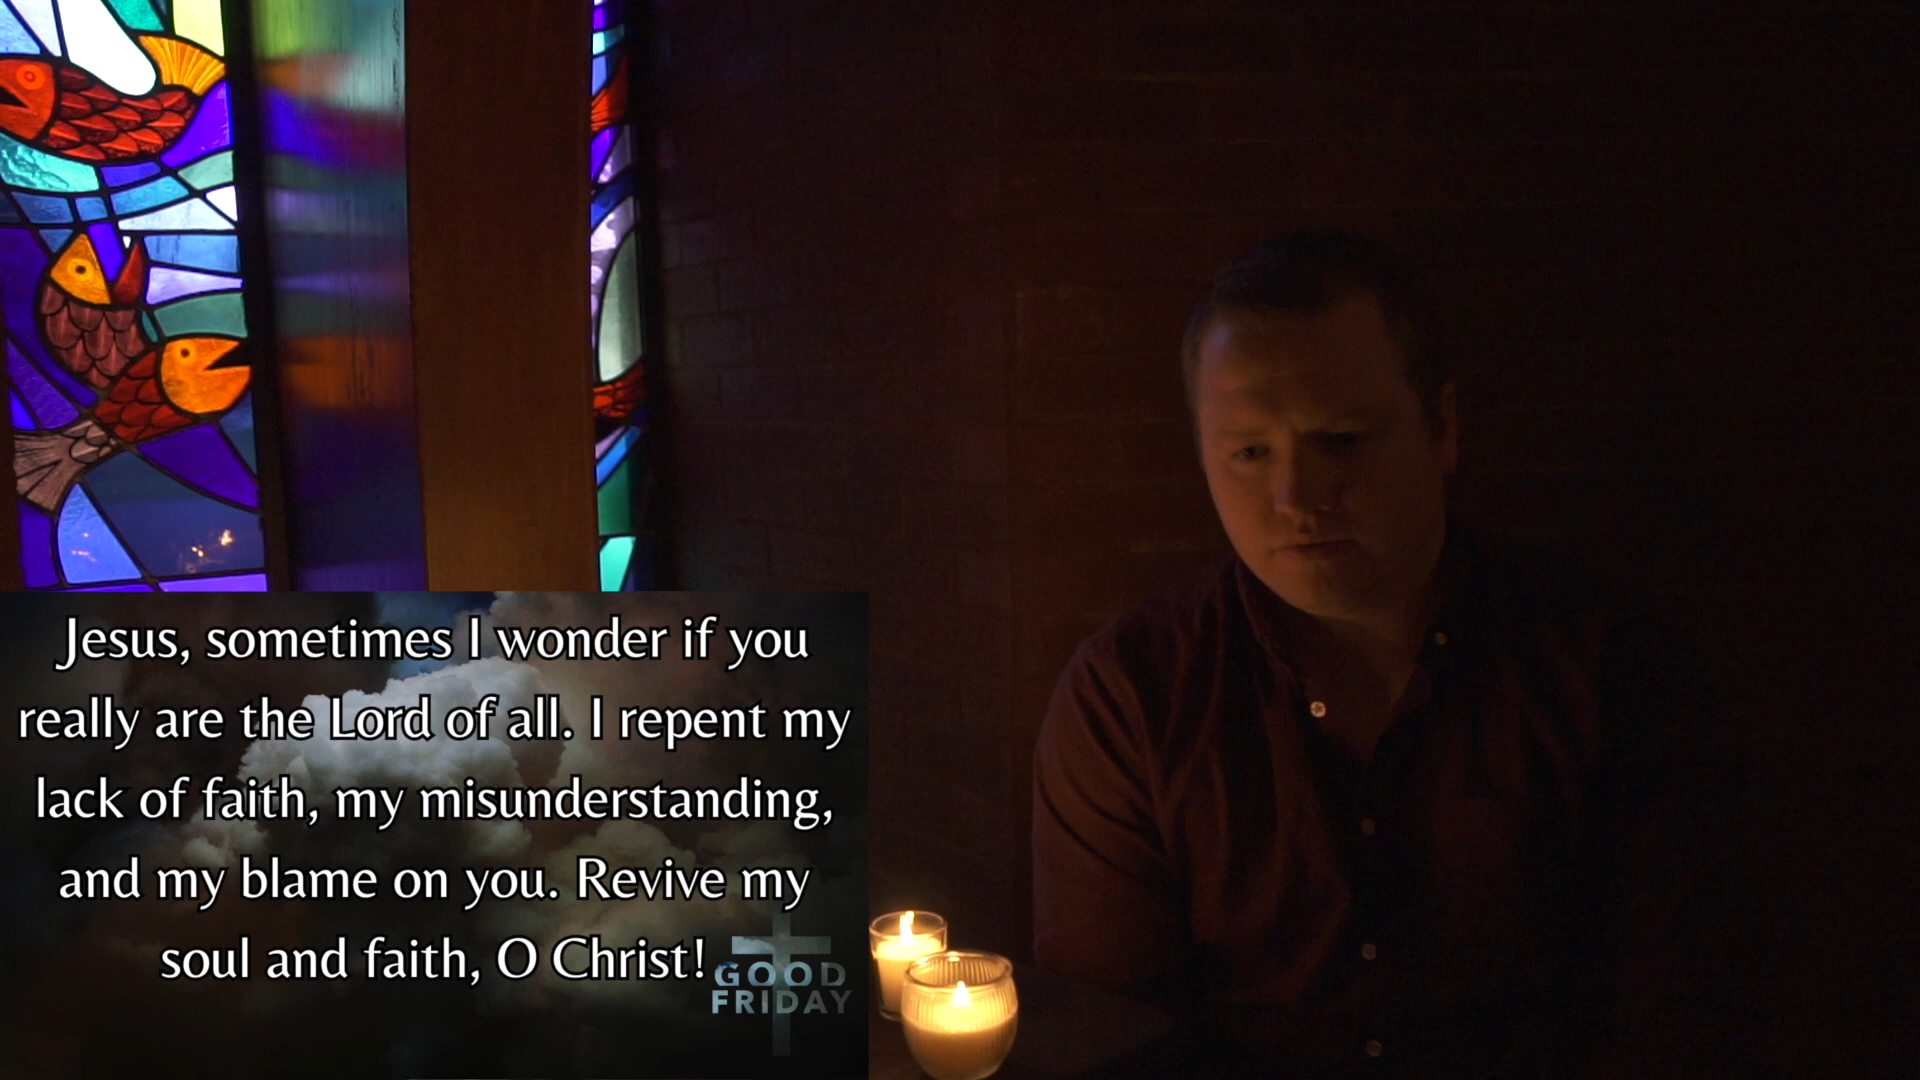 Jesus, sometimes I wonder if you
really are the Lord of all. I repent my
lack of faith, my misunderstanding,
and my blame on you. Revive my
soul and faith, O Christ!
GOOD
FRIDAY